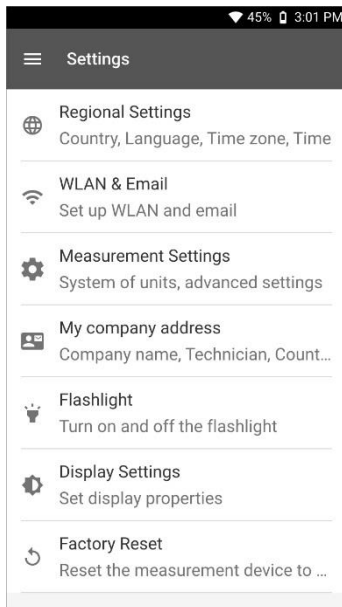 45% 3:01 PM
Settings
Regional Settings
Country, Language, Time zone, Time
WLAN & Email
Set up WLAN and email
Measurement Settings
System of units, advanced settings
My company address
Company name, Technician, Count...
Flashlight
Turn on and off the flashlight
Display Settings
Set display properties
Factory Reset
Reset the measurement device to ...